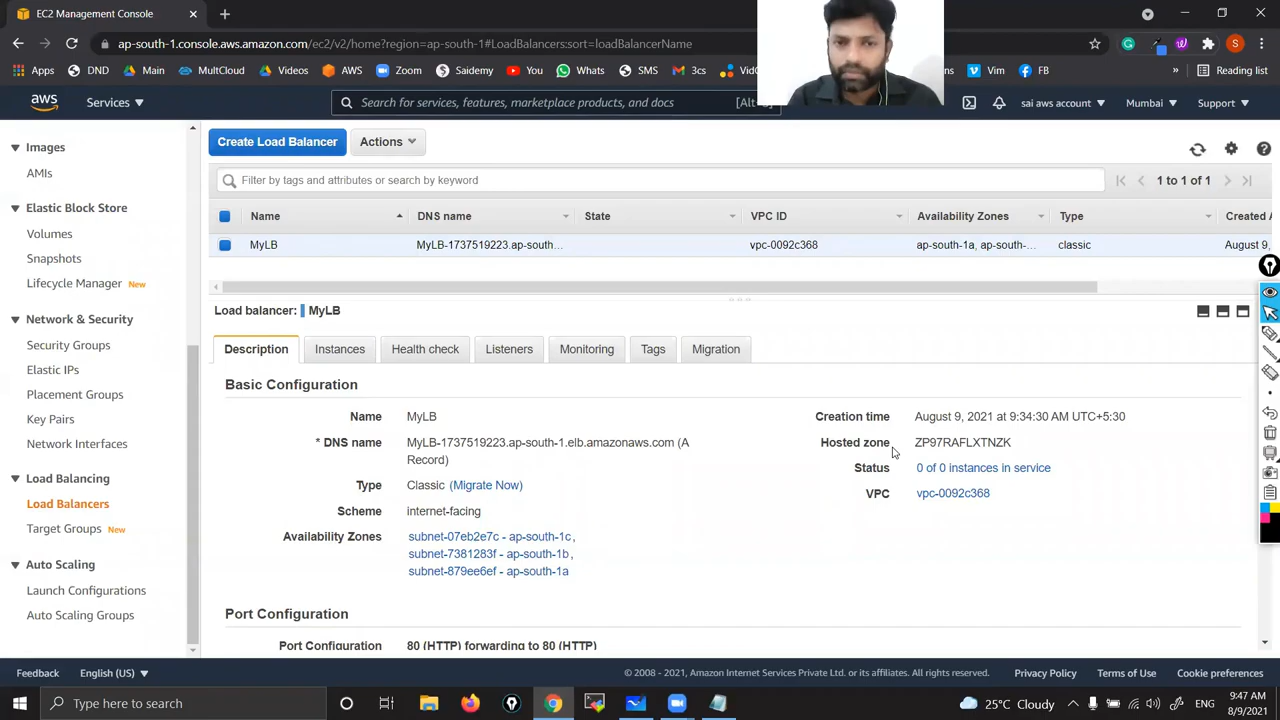 EC2 Management Console
ap-south-1.console.aws.amazon.com/ec2/v2/home?region=ap-south-1#LoadBalancers:sort=loadBalancerName
Apps
DND
Main
MultCloud
Videos
AWS
Zoom
Saidemy
You
Whats
SMS
3cs
Vid
Vim
FB
»
Reading list
aws
Services
Search for services, features, marketplace products, and docs
sai aws account
Mumbai
Support
Images
AMIs
Elastic Block Store
Volumes
Snapshots
Lifecycle Manager New
Network & Security
Security Groups
Elastic IPs
Placement Groups
Key Pairs
Network Interfaces
Load Balancing
Load Balancers
Target Groups New
Auto Scaling
Launch Configurations
Auto Scaling Groups
Create Load Balancer
Actions
Filter by tags and attributes or search by keyword
1 to 1 of 1
Name DNS name State VPC ID Availability Zones Type Created A
MyLB MyLB-1737519223.ap-south... vpc-0092c368 ap-south-1a, ap-south-... classic August 9,
Load balancer: MyLB
Description Instances Health check Listeners Monitoring Tags Migration
Basic Configuration
Name MyLB
* DNS name MyLB-1737519223.ap-south-1.elb.amazonaws.com (A
Record)
Type Classic (Migrate Now)
Scheme internet-facing
Availability Zones subnet-07eb2e7c - ap-south-1c,
subnet-7381283f - ap-south-1b,
subnet-879ee6ef - ap-south-1a
Creation time August 9, 2021 at 9:34:30 AM UTC+5:30
Hosted zone ZP97RAFLXTNZK
Status 0 of 0 instances in service
VPC vpc-0092c368
Port Configuration
Port Configuration 80 (HTTP) forwarding to 80 (HTTP)
Feedback English (US) © 2008 - 2021, Amazon Internet Services Private Ltd. or its affiliates. All rights reserved. Privacy Policy Terms of Use Cookie preferences
Type here to search
25°C Cloudy
ENG
9:47 AM
8/9/2021